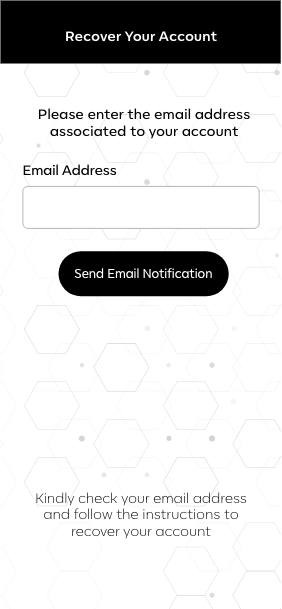 Recover Your Account
Please enter the email address
associated to your account
Email Address
Send Email Notification
Kindly check your email address
and follow the instructions to
recover your account